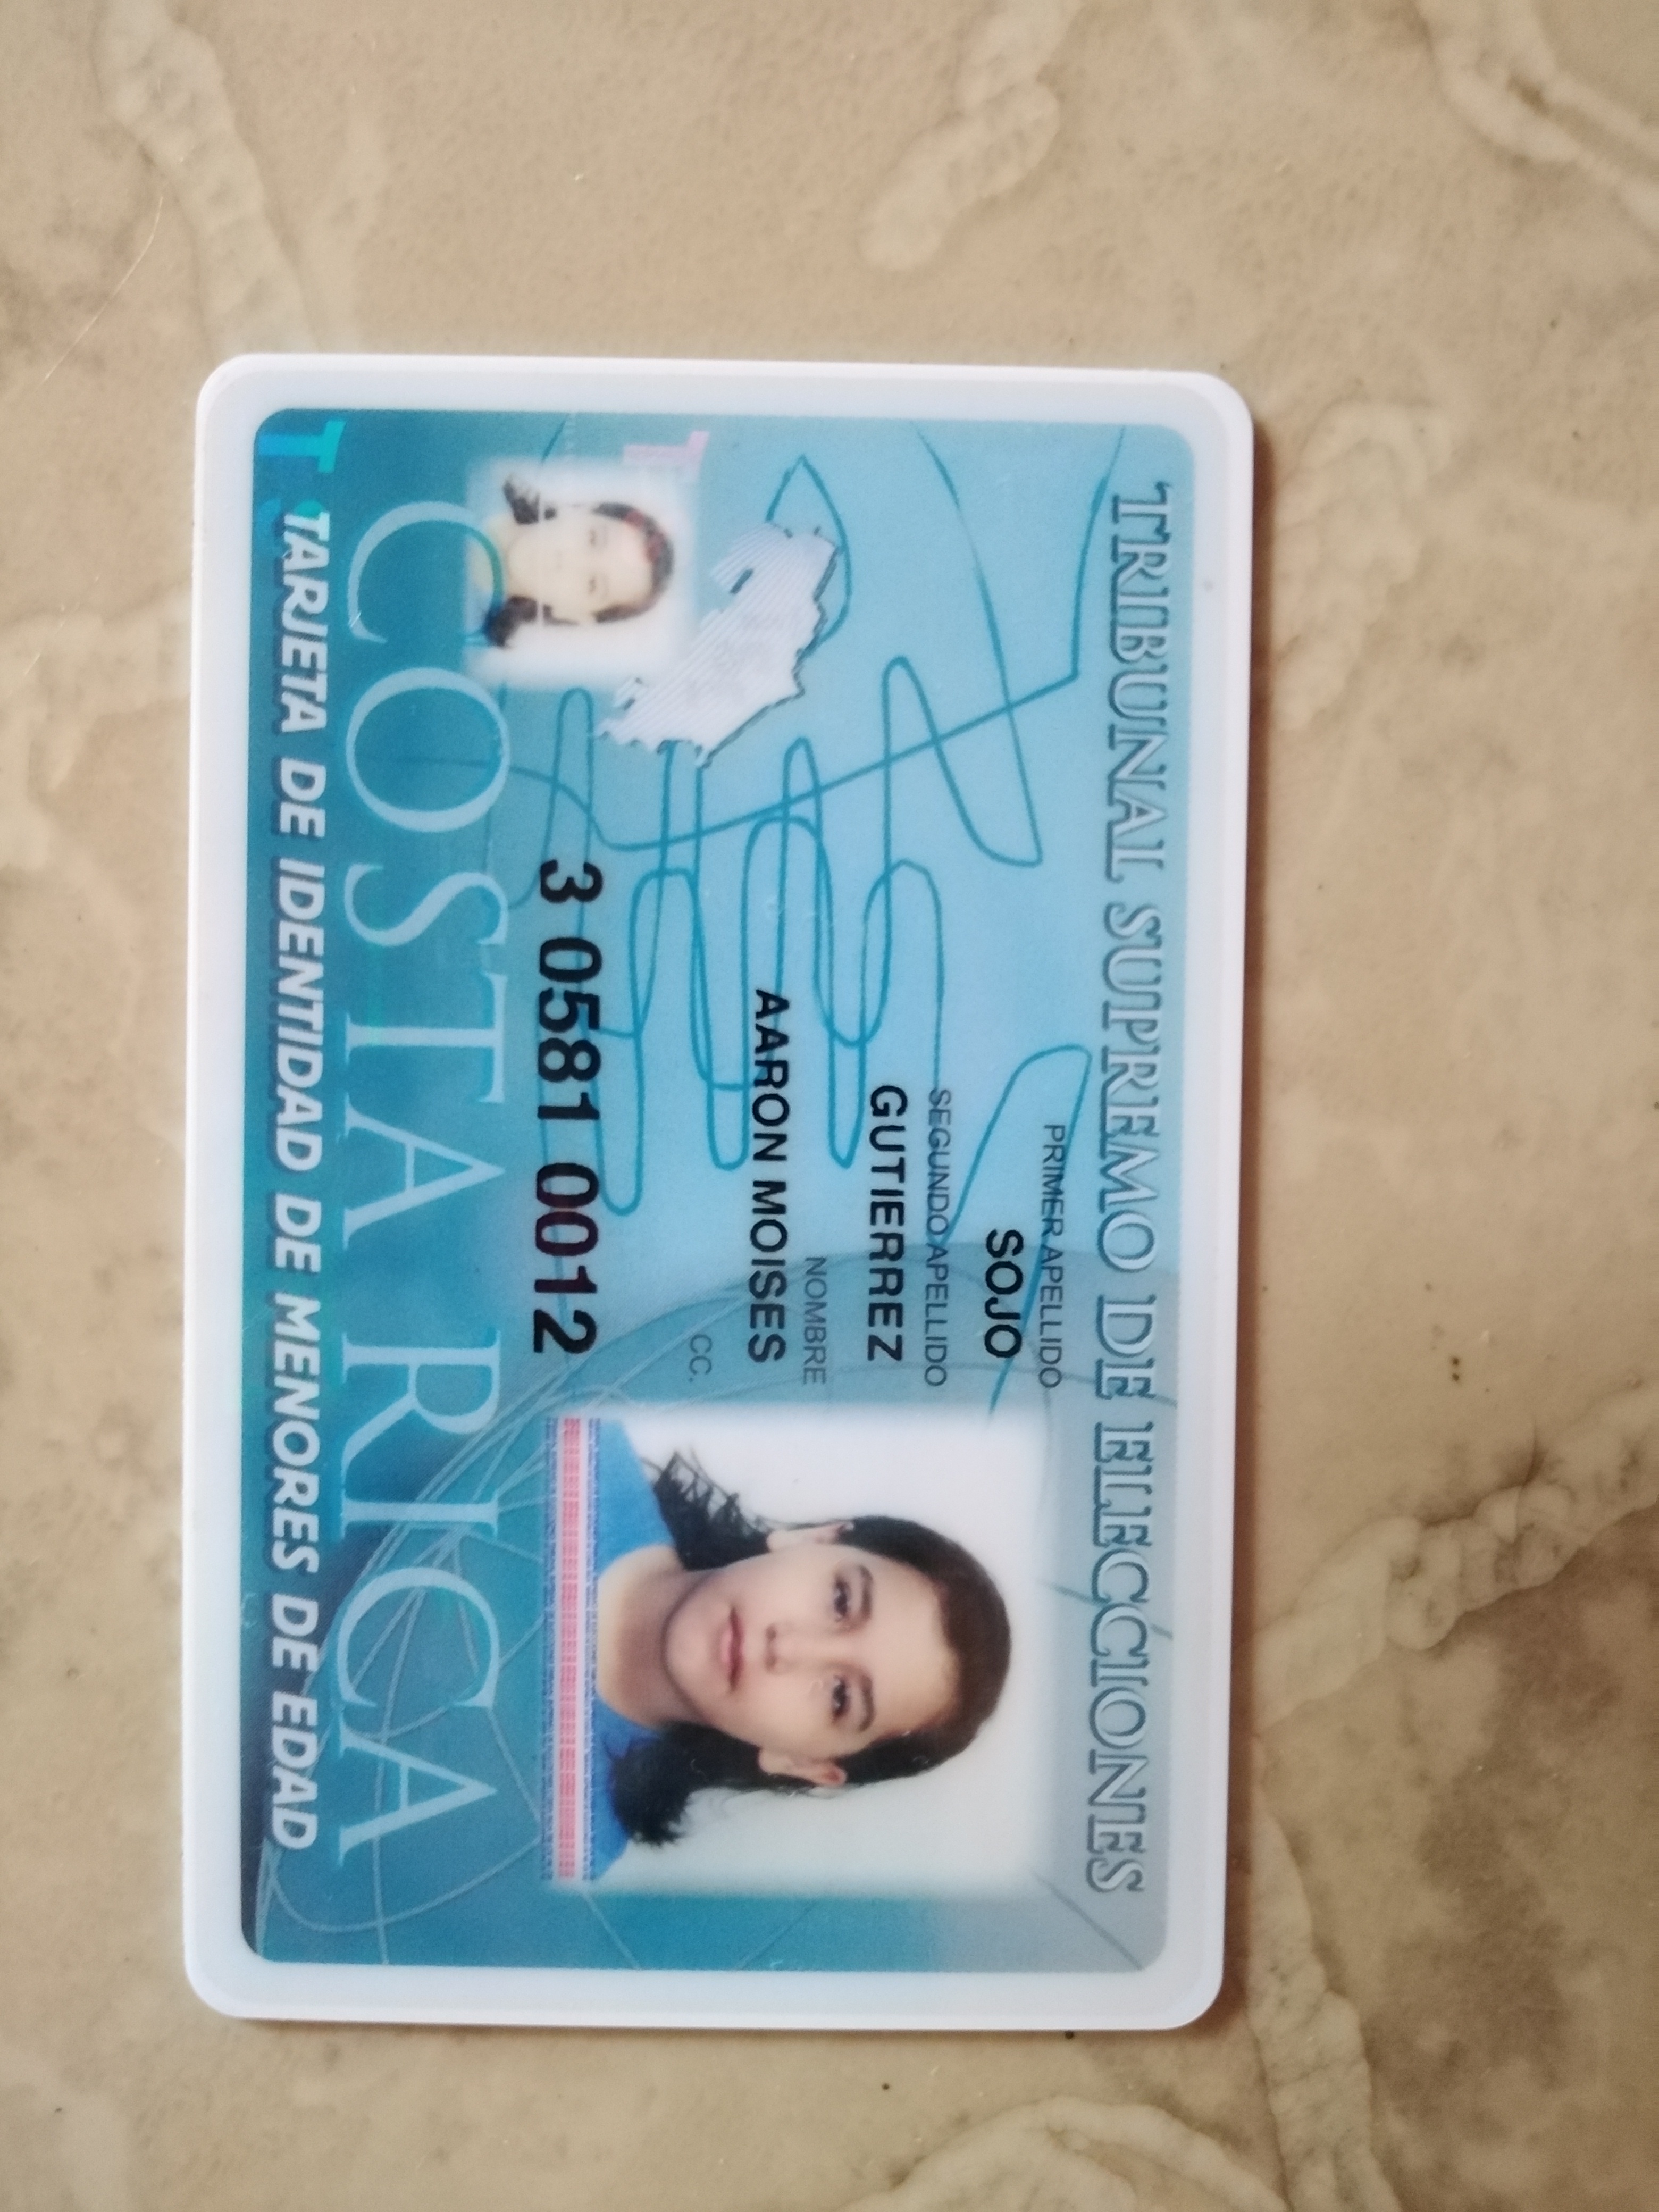 TRIBUNAL SUPREMO DE ELECCIONES
PRIMER APELLIDO
SOJO
SEGUNDO APELLIDO
GUTIERREZ
NOMBRE
AARON MOISES
CC.
3 0581 0012
COSTA RICA
TARJETA DE IDENTIDAD DE MENORES DE EDAD